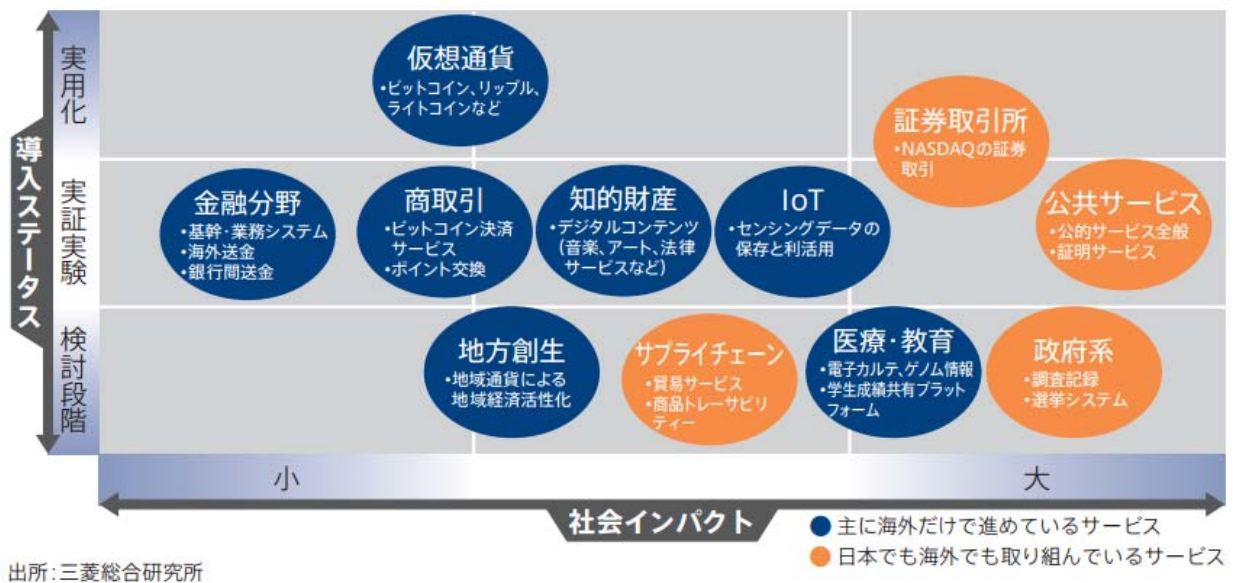 導入ステータス
実用化
実証実験
検討段階
仮想通貨
・ビットコイン、リップル、
ライトコインなど
証券取引所
・NASDAQの証券
取引
金融分野
・基幹・業務システム
・海外送金
・銀行間送金
商取引
・ビットコイン決済
サービス
・ポイント交換
知的財産
・デジタルコンテンツ
(音楽、アート、法律
サービスなど)
IoT
・センシングデータの
保存と利活用
公共サービス
・公的サービス全般
・証明サービス
地方創生
・地域通貨による
地域経済活性化
サプライチェーン
・貿易サービス
・商品トレーサビリ
ティー
医療・教育
・電子カルテ、ゲノム情報
・学生成績共有プラット
フォーム
政府系
・調査記録
・選挙システム
小
大
社会インパクト
●主に海外だけで進めているサービス
●日本でも海外でも取り組んでいるサービス
出所:三菱総合研究所